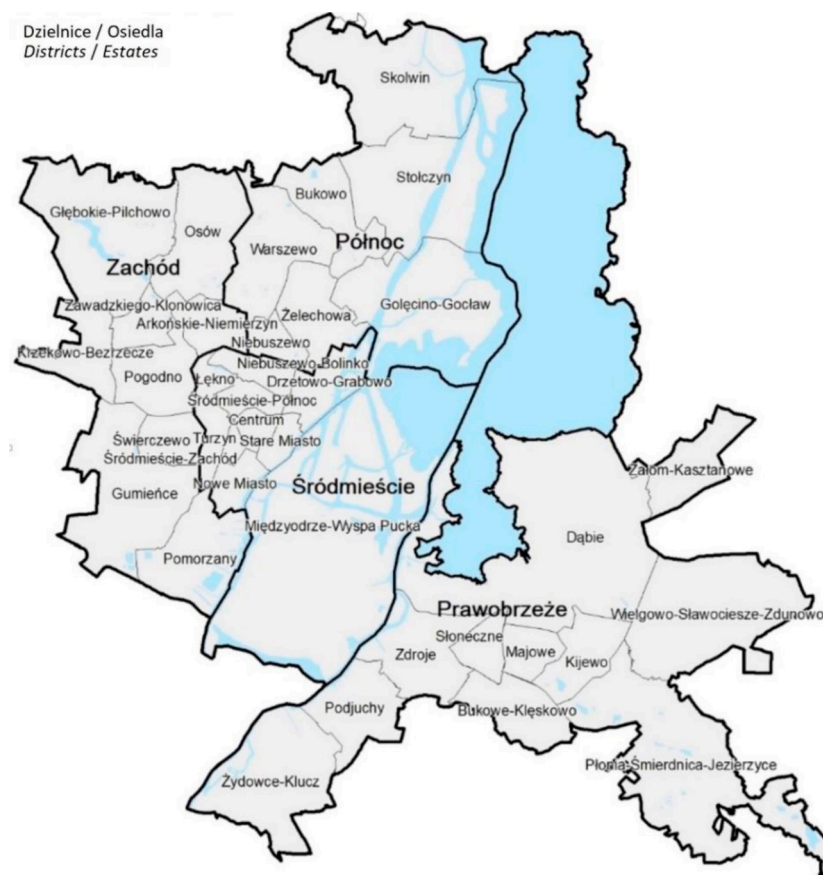 Dzielnice / Osiedla
Districts / Estates
Skolwin
Stołczyn
Bukowo
Głębokie-Pilchowo
Osów
Warszewo
Północ
Zachód
Golęcino-Gocław
Zawadzkiego-Klonowica
Żelechowa
Arkońskie-Niemierzyn
Niebuszewo
Krzekowo-Bezrzecze
Niebuszewo-Bolinko
Pogodno
Łękno
Drzetowo-Grabowo
Śródmieście-Północ
Centrum
Świerczewo
Turzyn
Stare Miasto
Śródmieście-Zachód
Załom-Kasztanowe
Nowe Miasto
Śródmieście
Gumieńce
Międzyodrze-Wyspa Pucka
Dąbie
Pomorzany
Prawobrzeże
Wielgowo-Sławociesze-Zdunowo
Słoneczne
Zdroje
Majowe
Kijewo
Podjuchy
Bukowe-Klęskowo
Płonia-Śmierdnica-Jezierzyce
Żydowce-Klucz